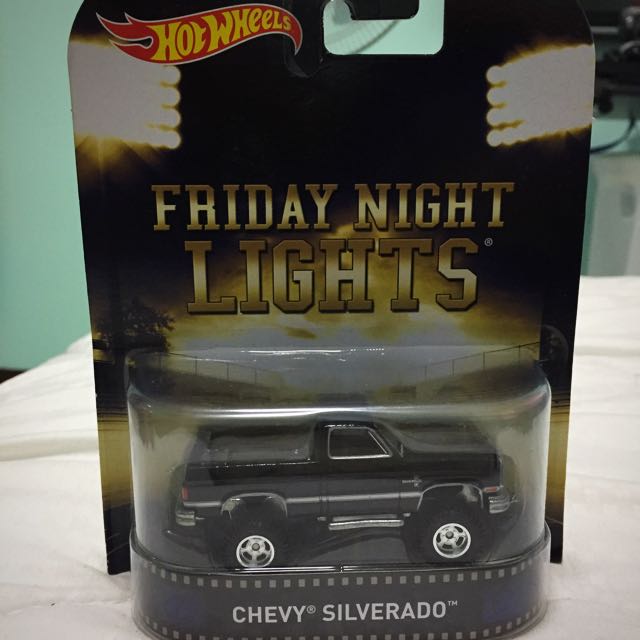 HOT WHEELS
FRIDAY NIGHT
LIGHTS®
CHEVY® SILVERADO™